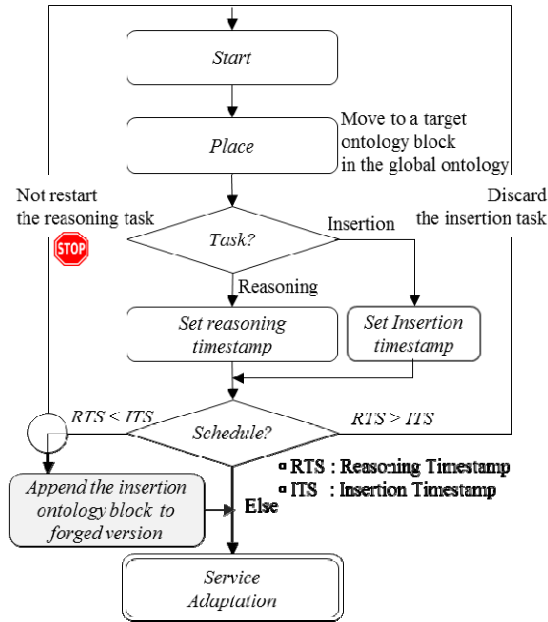 Start
Place
Move to a target
ontology block
in the global ontology
Not restart
the reasoning task
STOP
Discard
the insertion task
Task?
Insertion
Reasoning
Set reasoning
timestamp
Set Insertion
timestamp
RTS < ITS
Schedule?
RTS > ITS
RTS : Reasoning Timestamp
ITS : Insertion Timestamp
Append the insertion
ontology block to
forged version
Else
Service
Adaptation